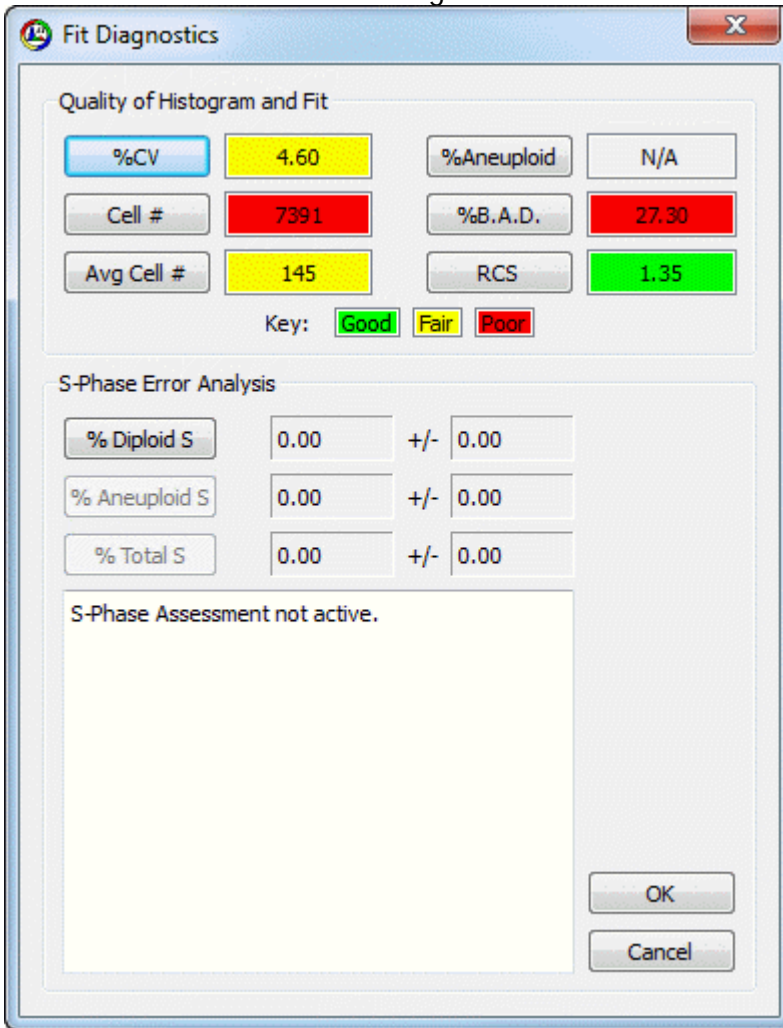 Fit Diagnostics
Quality of Histogram and Fit
%CV 4.60 %Aneuploid N/A
Cell # 7391 %B.A.D. 27.30
Avg Cell # 145 RCS 1.35
Key: Good Fair Poor
S-Phase Error Analysis
% Diploid S 0.00 +/- 0.00
% Aneuploid S 0.00 +/- 0.00
% Total S 0.00 +/- 0.00
S-Phase Assessment not active.
OK
Cancel